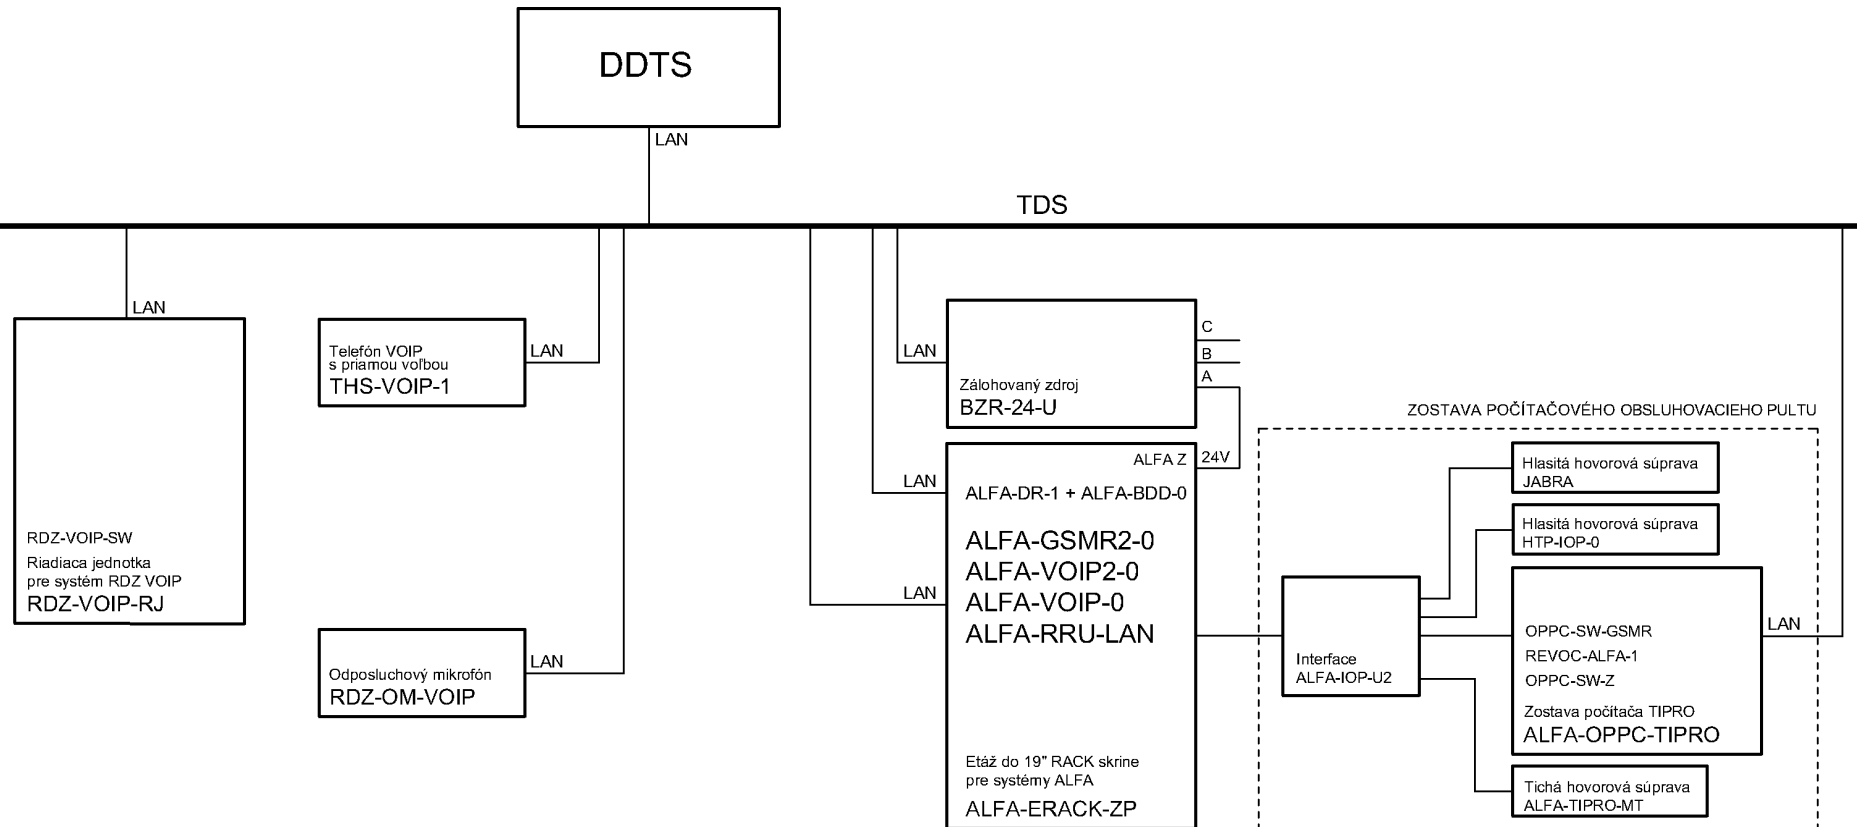 DDTS
LAN
TDS
LAN
RDZ-VOIP-SW
Riadiaca jednotka
pre systém RDZ VOIP
RDZ-VOIP-RJ
Telefón VOIP
s priamou voľbou
THS-VOIP-1
LAN
Odposluchový mikrofón
RDZ-OM-VOIP
LAN
LAN
Zálohovaný zdroj
BZR-24-U
C
B
A
LAN
LAN
ALFA Z
24V
ALFA-DR-1 + ALFA-BDD-0
ALFA-GSMR2-0
ALFA-VOIP2-0
ALFA-VOIP-0
ALFA-RRU-LAN
Etáž do 19" RACK skrine
pre systémy ALFA
ALFA-ERACK-ZP
ZOSTAVA POČÍTAČOVÉHO OBSLUHOVACIEHO PULTU
Interface
ALFA-IOP-U2
Hlasitá hovorová súprava
JABRA
Hlasitá hovorová súprava
HTP-IOP-0
OPPC-SW-GSMR
REVOC-ALFA-1
OPPC-SW-Z
Zostava počítača TIPRO
ALFA-OPPC-TIPRO
LAN
Tichá hovorová súprava
ALFA-TIPRO-MT